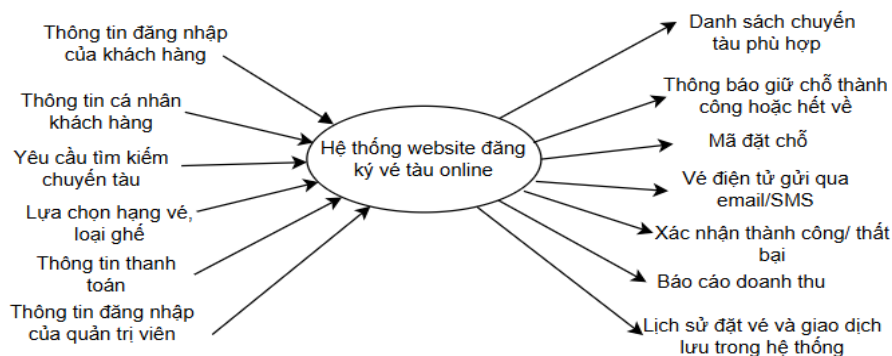 Thông tin đăng nhập
của khách hàng
Thông tin cá nhân
khách hàng
Yêu cầu tìm kiếm
chuyến tàu
Lựa chọn hạng vé,
loại ghế
Thông tin thanh
toán
Thông tin đăng nhập
của quản trị viên
Hệ thống website đăng
ký vé tàu online
Danh sách chuyến
tàu phù hợp
Thông báo giữ chỗ thành
công hoặc hết về
Mã đặt chỗ
Vé điện tử gửi qua
email/SMS
Xác nhận thành công/ thất
bại
Báo cáo doanh thu
Lịch sử đặt vé và giao dịch
lưu trong hệ thống